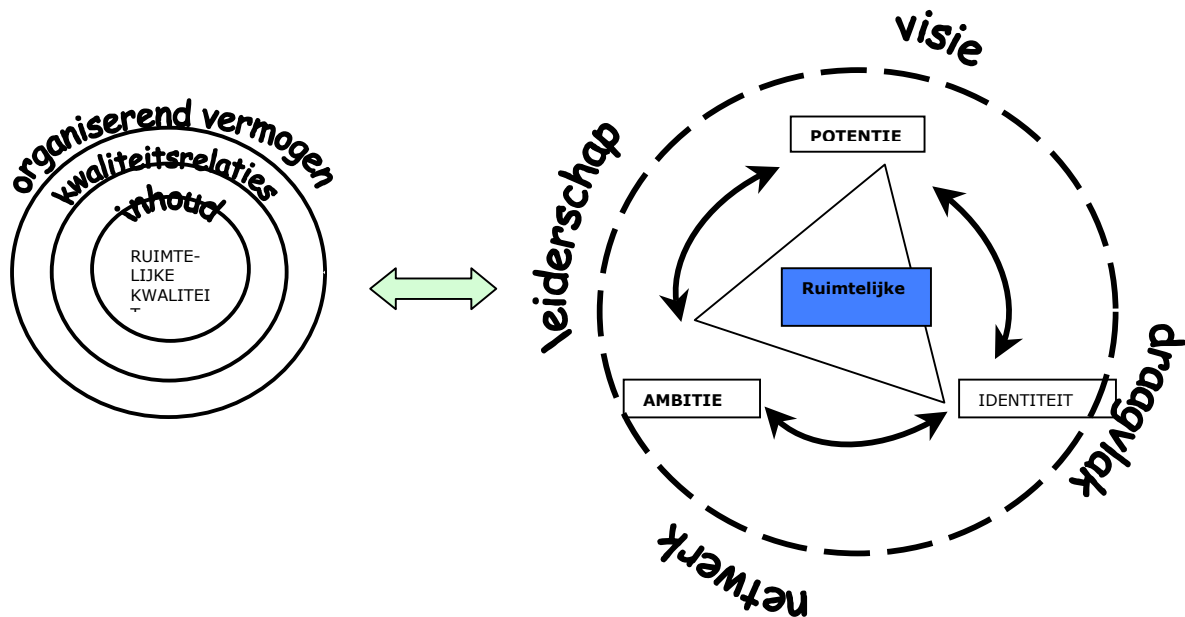 organiserend vermogen
kwaliteitsrelaties
inhoud
RUIMTE-
LIJKE
KWALITEI
T
visie
leiderschap
POTENTIE
Ruimtelijke
AMBITIE
IDENTITEIT
draagvlak
netwerk